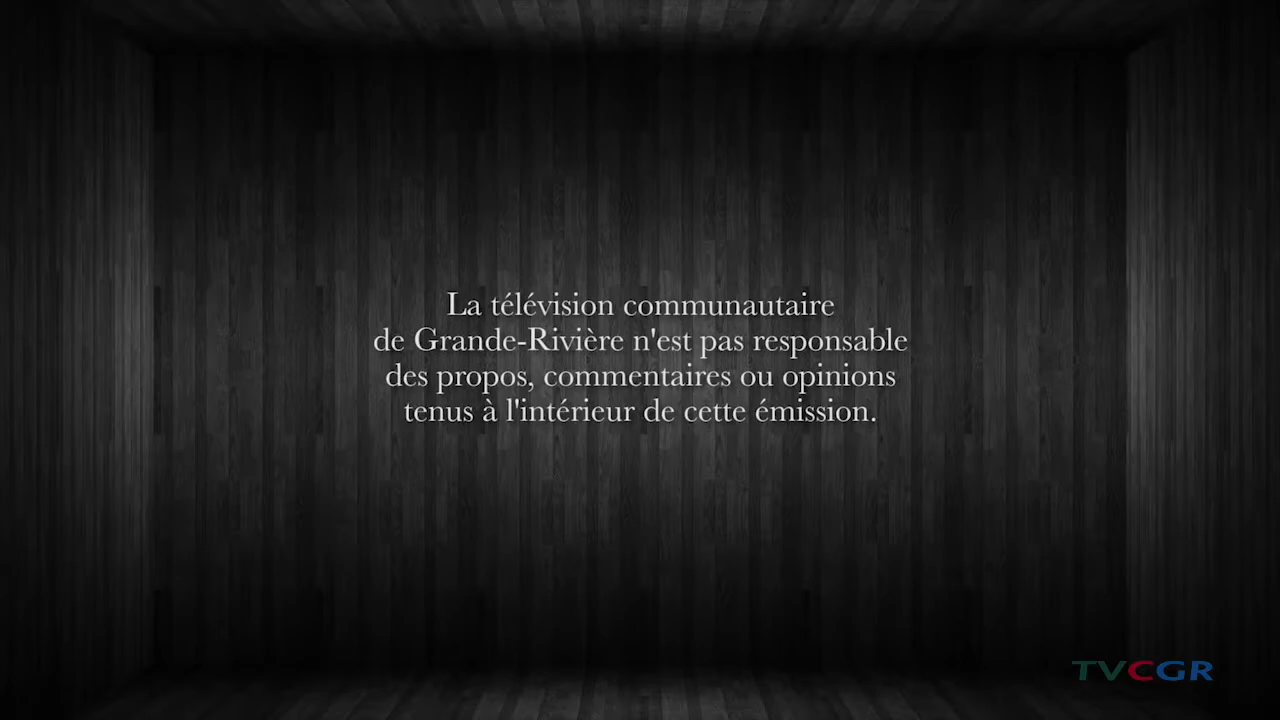 La télévision communautaire
de Grande-Rivière n'est pas responsable
des propos, commentaires ou opinions
tenus à l'intérieur de cette émission.
TVCGR